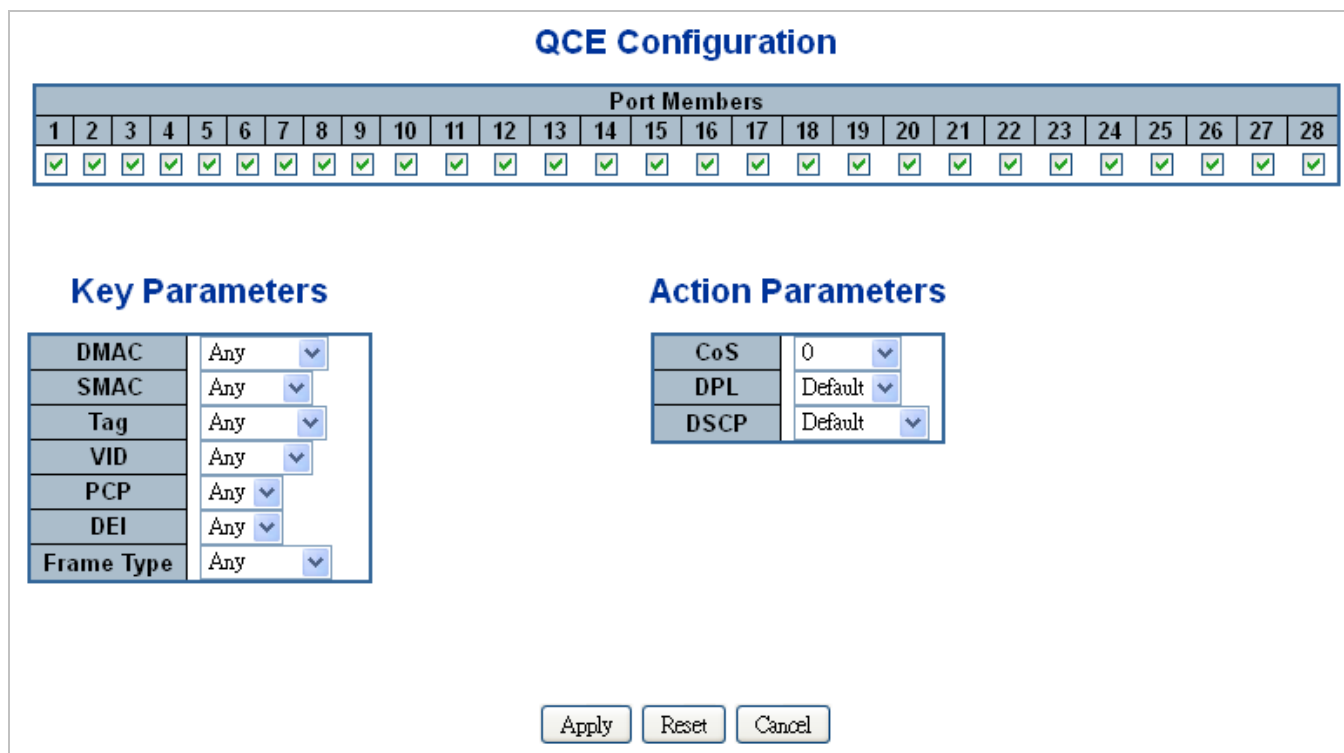 QCE Configuration
Port Members
1 2 3 4 5 6 7 8 9 10 11 12 13 14 15 16 17 18 19 20 21 22 23 24 25 26 27 28
Key Parameters
DMAC Any
SMAC Any
Tag Any
VID Any
PCP Any
DEI Any
Frame Type Any
Action Parameters
CoS 0
DPL Default
DSCP Default
Apply Reset Cancel